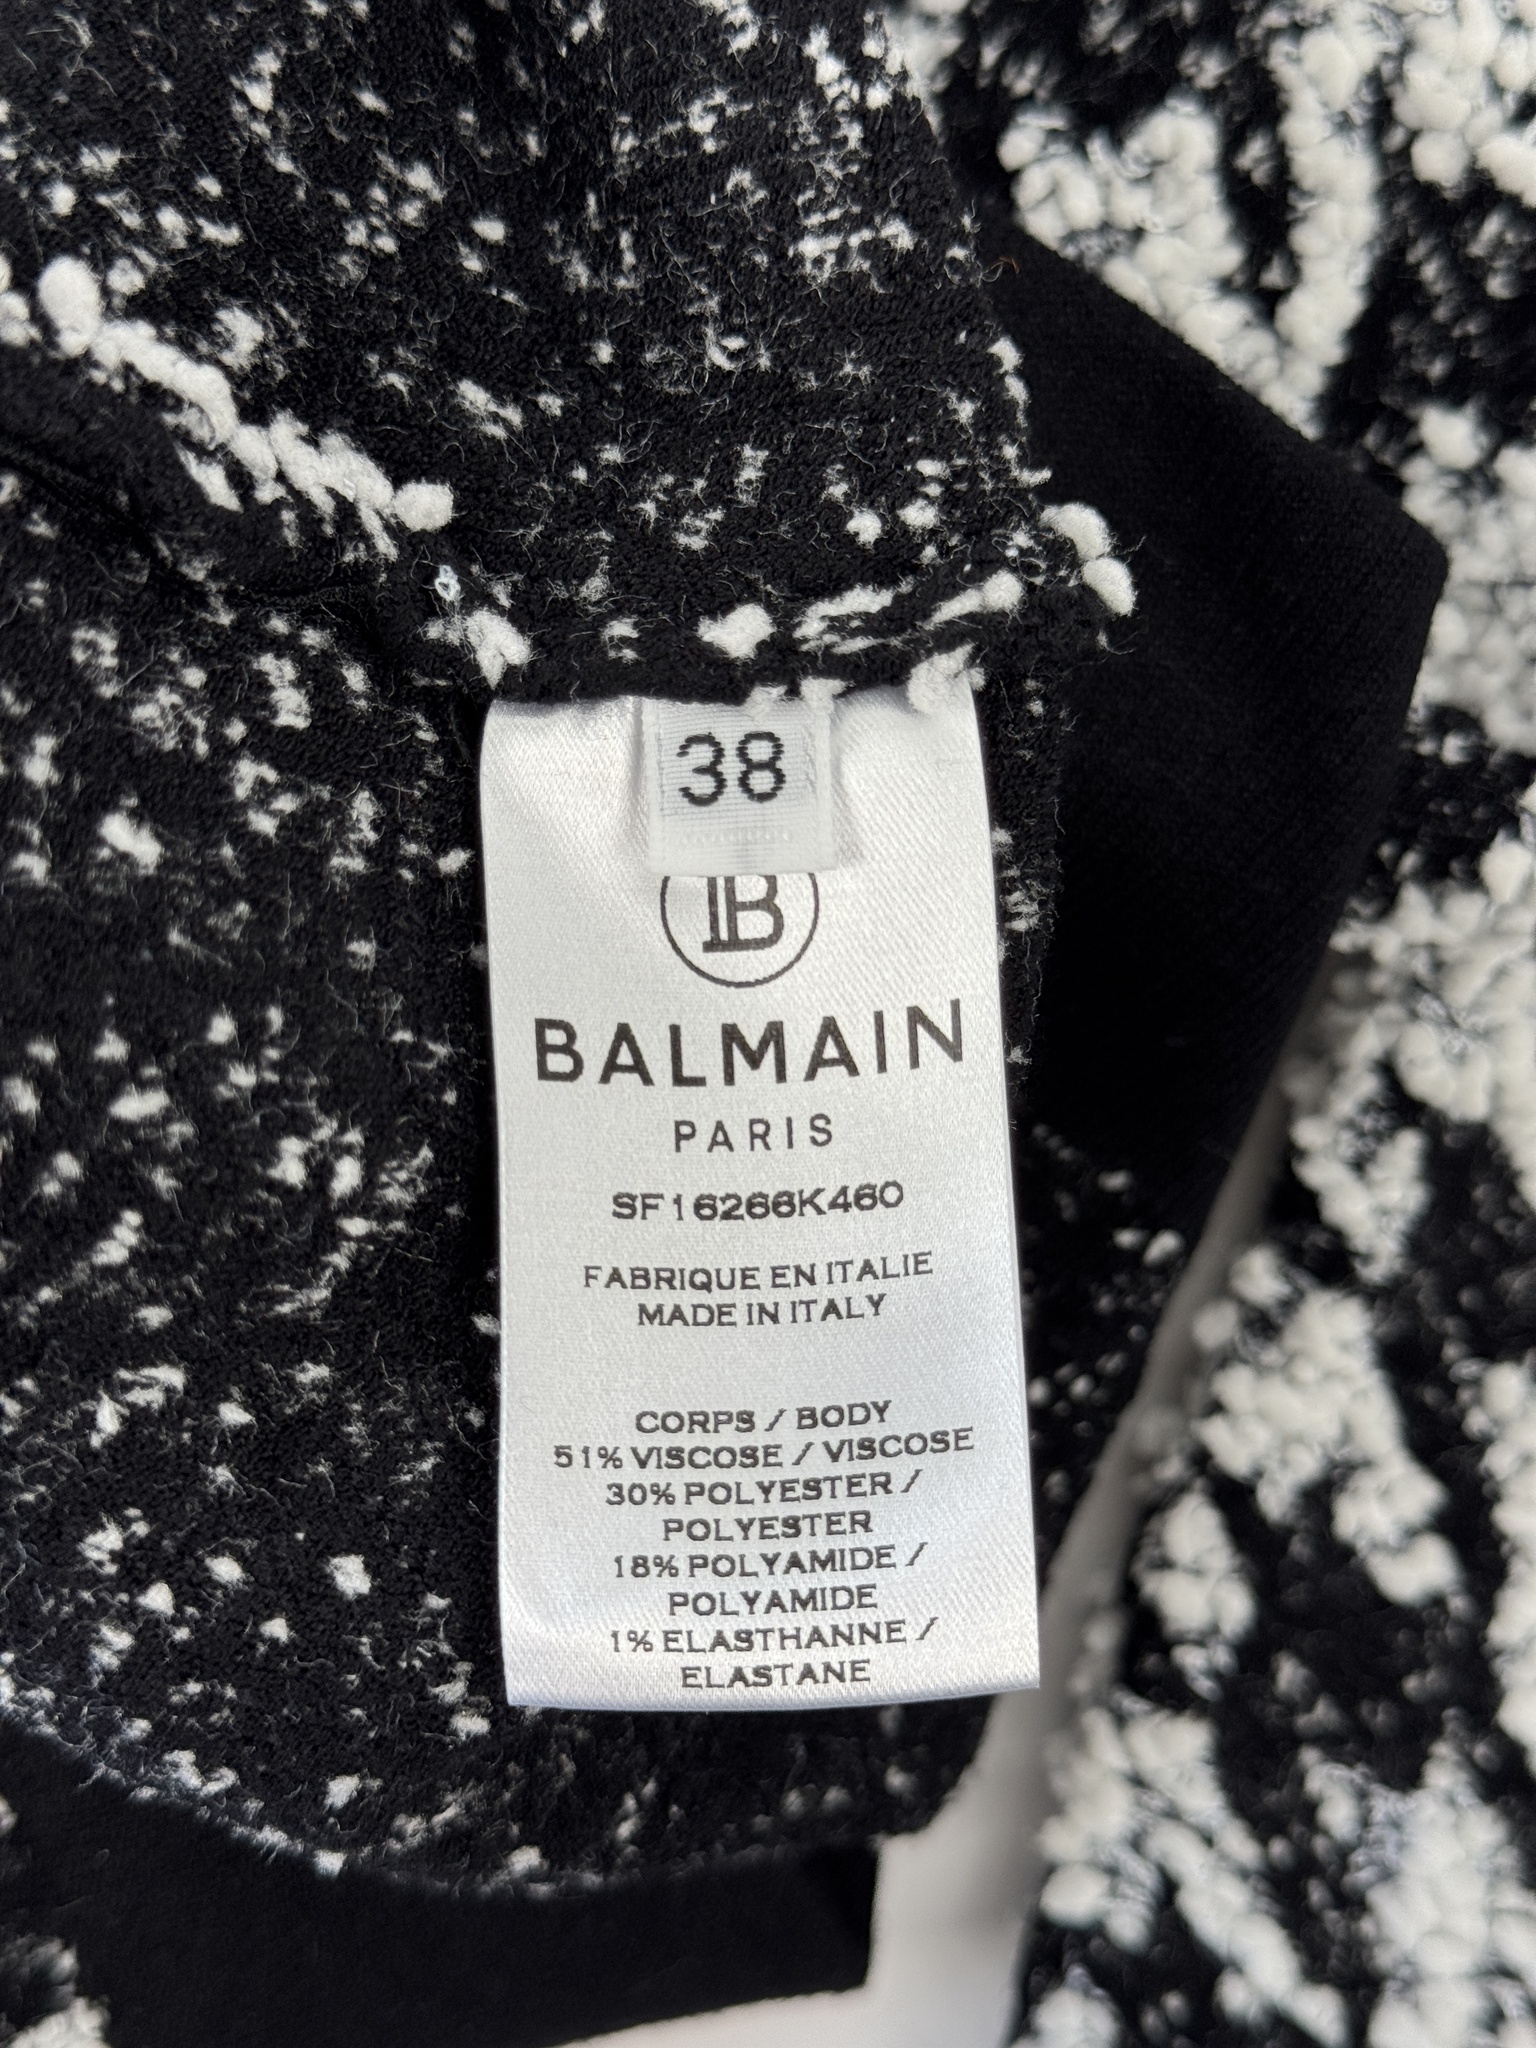 38
B
BALMAIN
PARIS
SF16266K460
FABRIQUE EN ITALIE
MADE IN ITALY
CORPS / BODY
51% VISCOSE / VISCOSE
30% POLYESTER /
POLYESTER
18% POLYAMIDE /
POLYAMIDE
1% ELASTHANNE /
ELASTANE